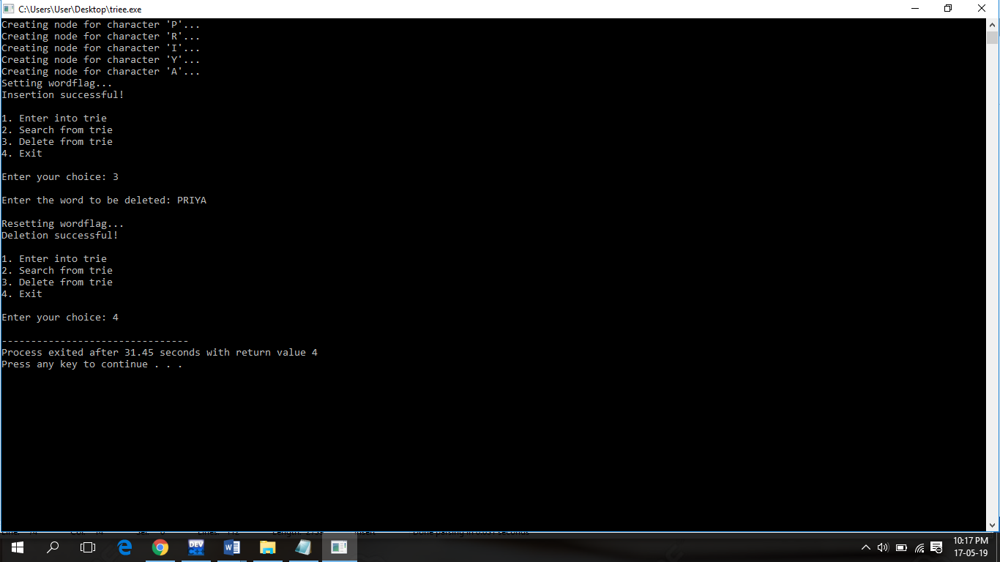 C:\Users\User\Desktop\triee.exe
Creating node for character 'P'...
Creating node for character 'R'...
Creating node for character 'I'...
Creating node for character 'Y'...
Creating node for character 'A'...
Setting wordflag...
Insertion successful!
1. Enter into trie
2. Search from trie
3. Delete from trie
4. Exit
Enter your choice: 3
Enter the word to be deleted: PRIYA
Resetting wordflag...
Deletion successful!
1. Enter into trie
2. Search from trie
3. Delete from trie
4. Exit
Enter your choice: 4
--------------------------------
Process exited after 31.45 seconds with return value 4
Press any key to continue . . .
DEV
10:17 PM
17-05-19